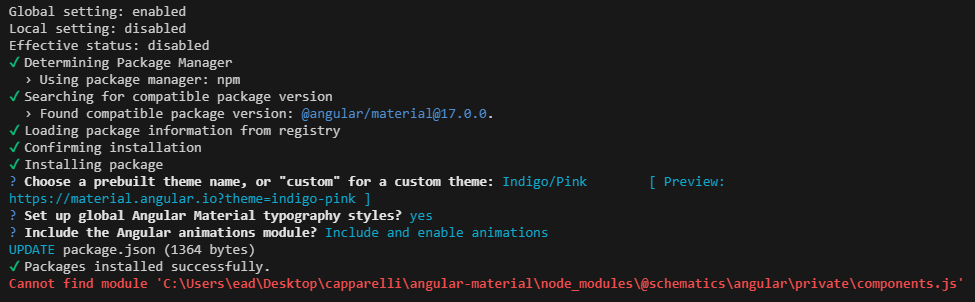 Global setting: enabled
Local setting: disabled
Effective status: disabled
✓ Determining Package Manager
  › Using package manager: npm
✓ Searching for compatible package version
  › Found compatible package version: @angular/material@17.0.0.
✓ Loading package information from registry
✓ Confirming installation
✓ Installing package
? Choose a prebuilt theme name, or "custom" for a custom theme: Indigo/Pink        [ Preview:
https://material.angular.io?theme=indigo-pink ]
? Set up global Angular Material typography styles? yes
? Include the Angular animations module? Include and enable animations
UPDATE package.json (1364 bytes)
✓ Packages installed successfully.
Cannot find module 'C:\Users\ead\Desktop\capparelli\angular-material\node_modules\@schematics\angular\private\components.js'